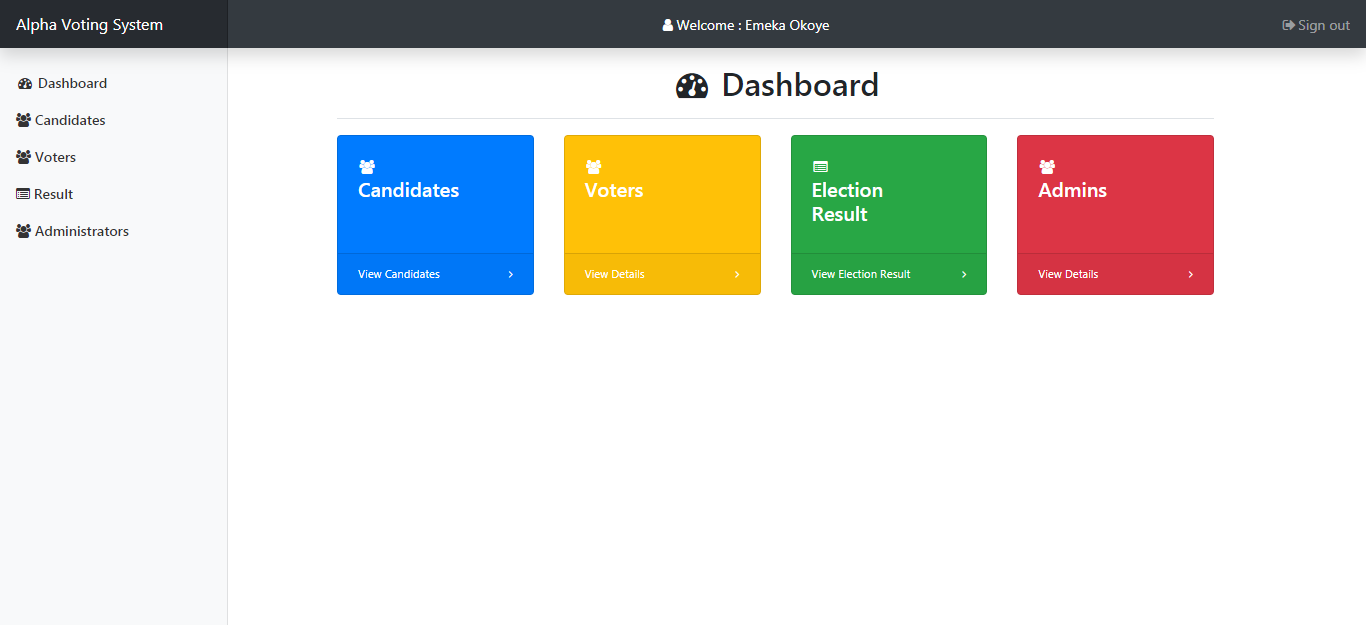 Alpha Voting System
Welcome : Emeka Okoye
Sign out
Dashboard
Candidates
Voters
Result
Administrators
Dashboard
Candidates
View Candidates
Voters
View Details
Election
Result
View Election Result
Admins
View Details